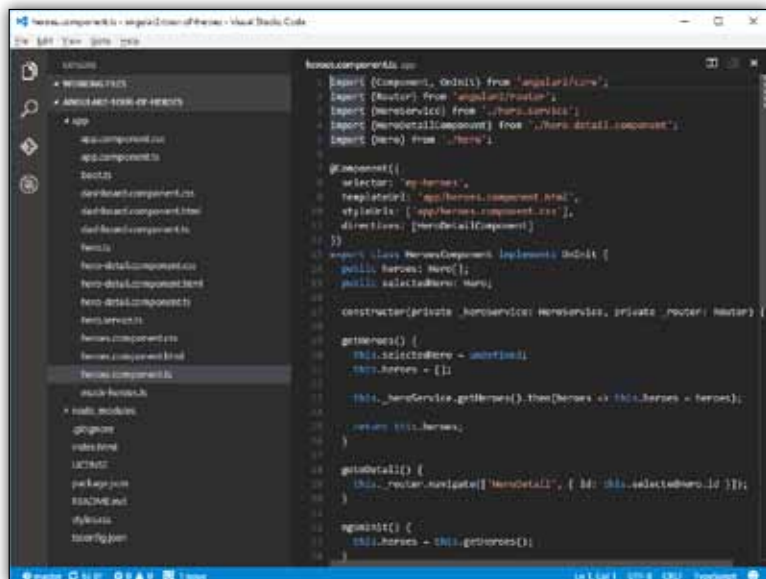 heroes.component.ts - angular2-tour-of-heroes - Visual Studio Code
File Edit View Goto Help
EXPLORE
WORKING FILES
ANGULAR2-TOUR-OF-HEROES
app
app.component.css
app.component.ts
boot.ts
dashboard.component.css
dashboard.component.html
dashboard.component.ts
hero.ts
hero-detail.component.css
hero-detail.component.html
hero-detail.component.ts
hero.service.ts
heroes.component.css
heroes.component.html
heroes.component.ts
mock-heroes.ts
node_modules
.gitignore
index.html
LICENSE
package.json
README.md
styles.css
tsconfig.json
heroes.component.ts app
import {Component, OnInit} from 'angular2/core';
import {Router} from 'angular2/router';
import {HeroService} from './hero.service';
import {HeroDetailComponent} from './hero-detail.component';
import {Hero} from './hero';
@Component({
selector: 'my-heroes',
templateUrl: 'app/heroes.component.html',
styleUrls: ['app/heroes.component.css'],
directives: [HeroDetailComponent]
})
export class HeroesComponent implements OnInit {
public heroes: Hero[];
public selectedHero: Hero;
constructor(private _heroService: HeroService, private _router: Router) {
getHeroes() {
this.selectedHero = undefined;
this.heroes = [];
this._heroService.getHeroes().then(heroes => this.heroes = heroes);
return this.heroes;
}
gotoDetail() {
this._router.navigate(['HeroDetail', { id: this.selectedHero.id }]);
}
ngOnInit() {
this.heroes = this.getHeroes();
}
master
Ln 1, Col 1 UTF-8 CRLF TypeScript